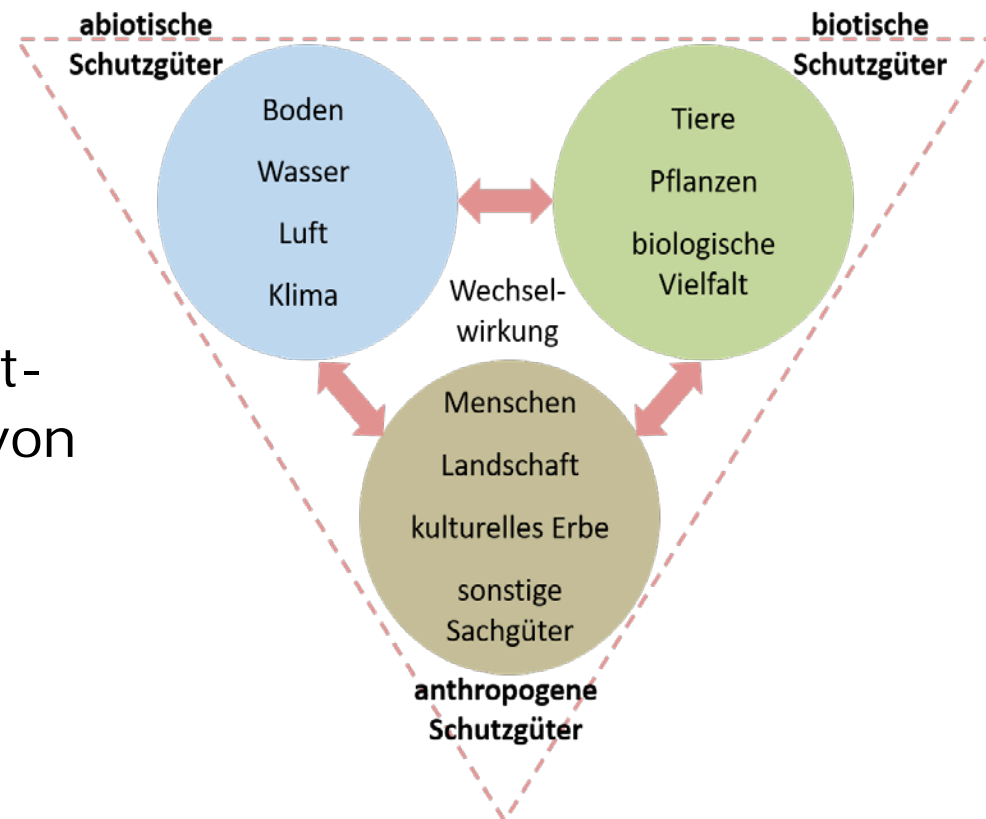 abiotische
Schutzgüter
biotische
Schutzgüter
Boden
Wasser
Luft
Klima
Tiere
Pflanzen
biologische
Vielfalt
Wechsel-
wirkung
t-
von
Menschen
Landschaft
kulturelles Erbe
sonstige
Sachgüter
anthropogene
Schutzgüter